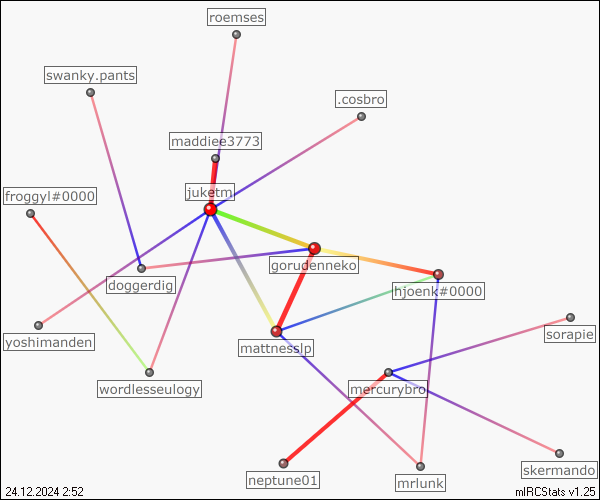 roemses
swanky.pants
.cosbro
maddiee3773
froggyl#0000
juketm
gorudenneko
doggerdig
hjoenk#0000
yoshimanden
sorapie
mattnesslp
wordlesseulogy
mercurybro
neptune01
skermando
mrlunk
24.12.2024 2:52
mIRCStats v1.25